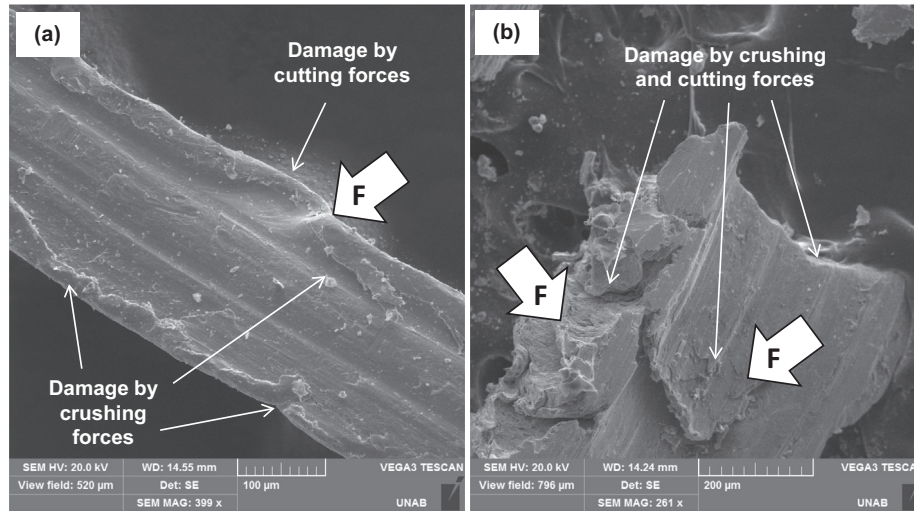 (a)
Damage by
cutting forces
F
Damage by
crushing
forces
SEM HV: 20.0 kV
WD: 14.55 mm
VEGA3 TESCAN
View field: 520 µm
Det: SE
100 µm
SEM MAG: 399 x
UNAB
(b)
Damage by crushing
and cutting forces
F
F
SEM HV: 20.0 kV
WD: 14.24 mm
VEGA3 TESCA
View field: 796 µm
Det: SE
200 µm
SEM MAG: 261 x
UNAB